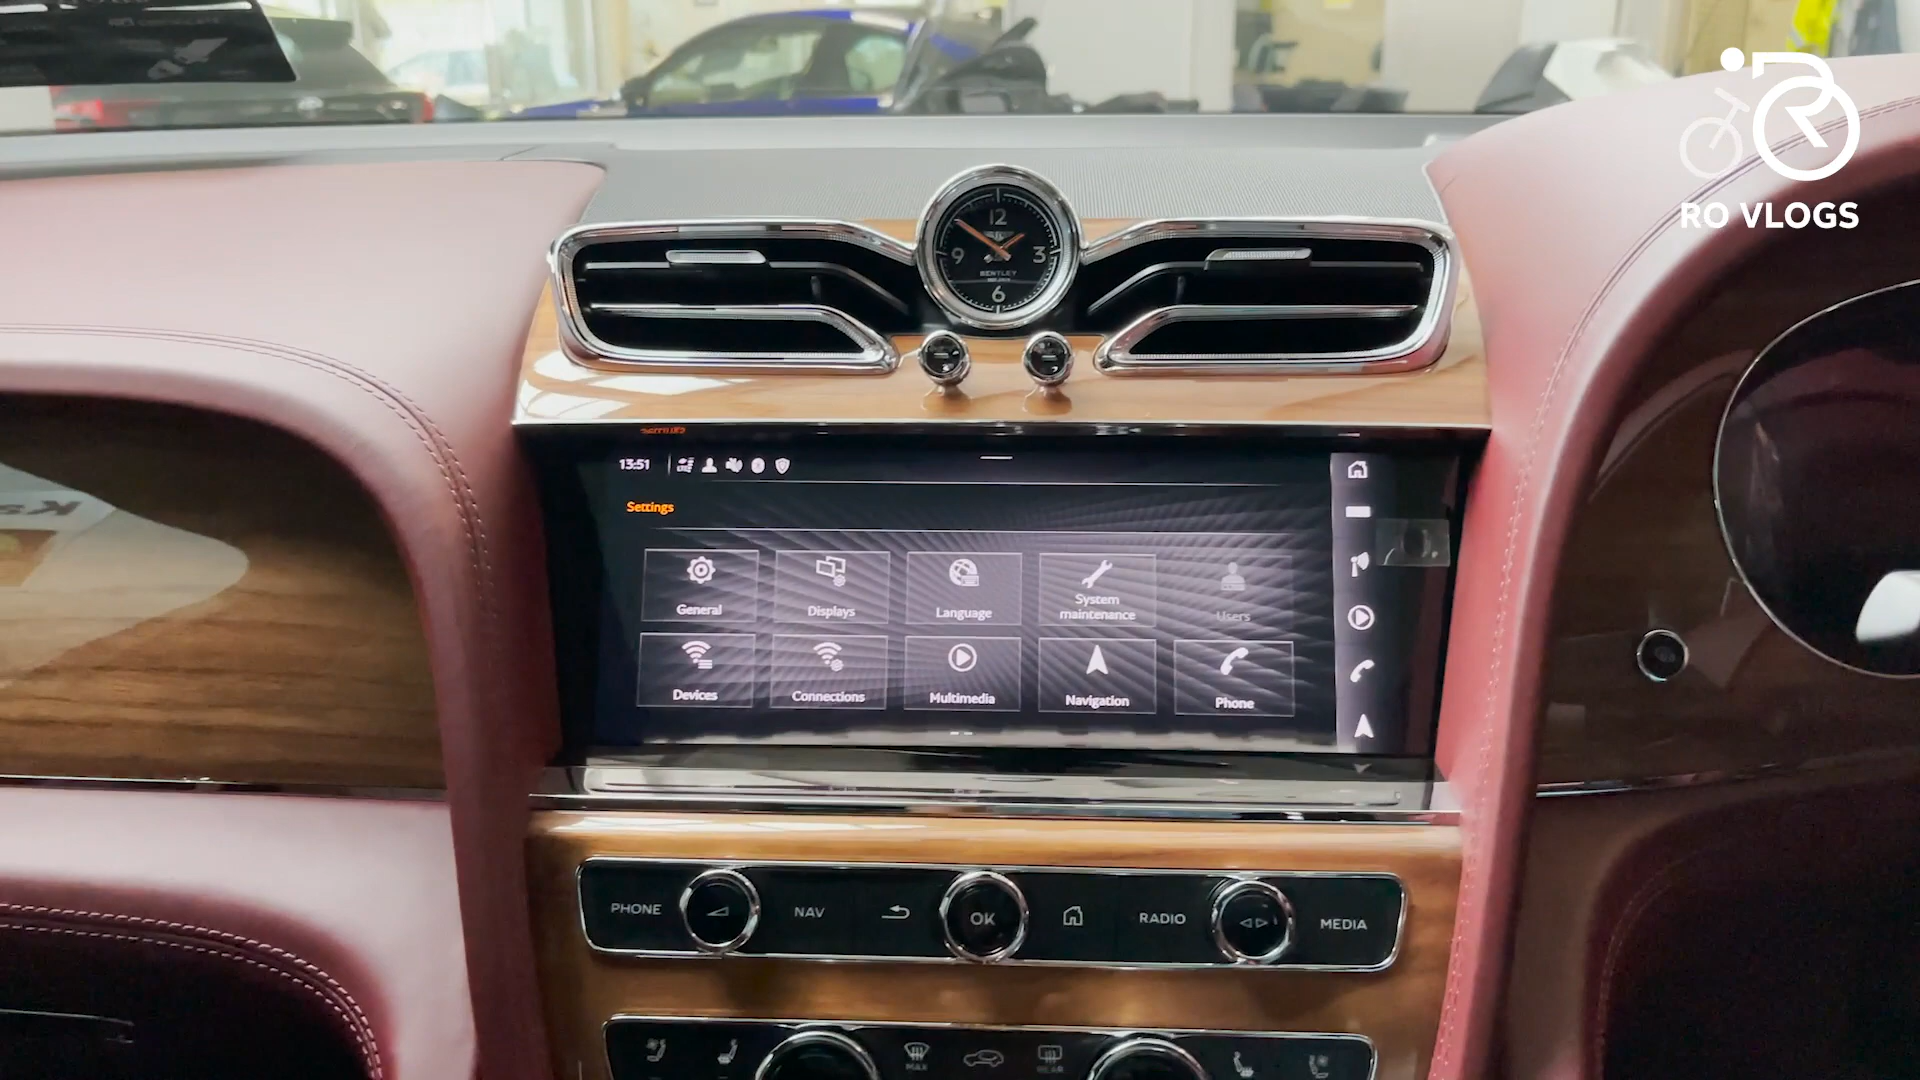 RO VLOGS
12
9
3
BENTLEY
6
13:51
Settings
General
Displays
Language
System
maintenance
Users
Devices
Connections
Multimedia
Navigation
Phone
PHONE
NAV
OK
RADIO
MEDIA
MAX
REAR